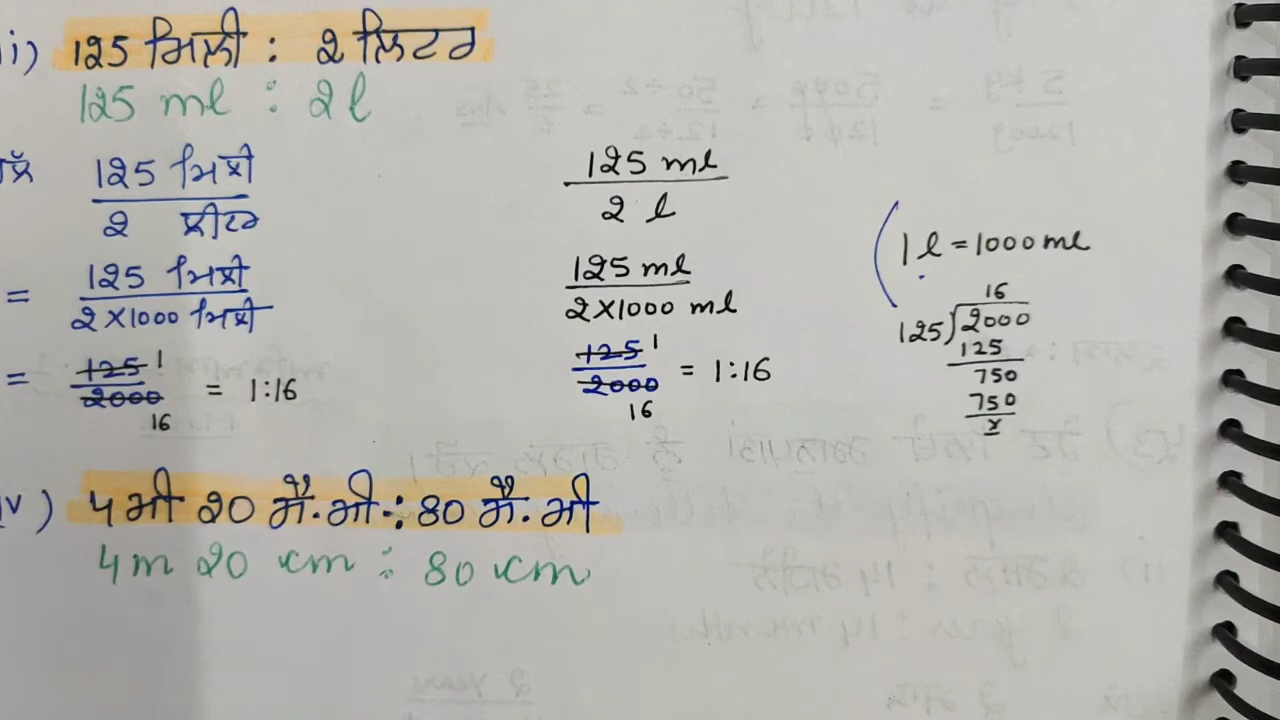 ii) 125 ਮਿਲੀ : 2 ਲਿਟਰ
125 ml : 2l
125 ਮਿਲੀ
2 ਲੀਟਰ
= 125 ਮਿਲੀ
2 ×1000 ਮਿਲੀ
= 125 1
2000 = 1:16
16
125 ml
2 l
125 ml
2 ×1000 ml
125 1
2000 = 1:16
16
1 l = 1000 ml
16
125)2000
125
750
750
×
iv) 4 ਮੀ 20 ਸੈਂ.ਮੀ : 80 ਸੈਂ.ਮੀ
4 m 20 cm : 80 cm